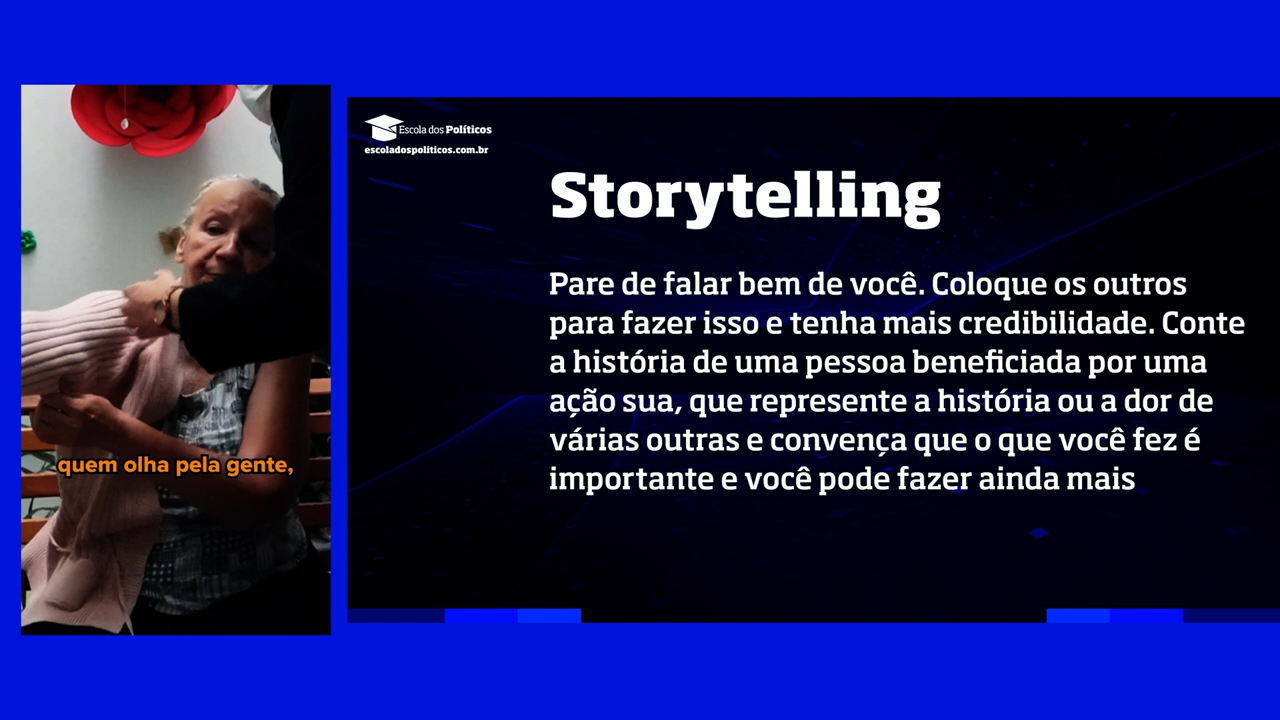 quem olha pela gente,
Escola dos Políticos
escoladospoliticos.com.br
Storytelling
Pare de falar bem de você. Coloque os outros
para fazer isso e tenha mais credibilidade. Conte
a história de uma pessoa beneficiada por uma
ação sua, que represente a história ou a dor de
várias outras e convença que o que você fez é
importante e você pode fazer ainda mais